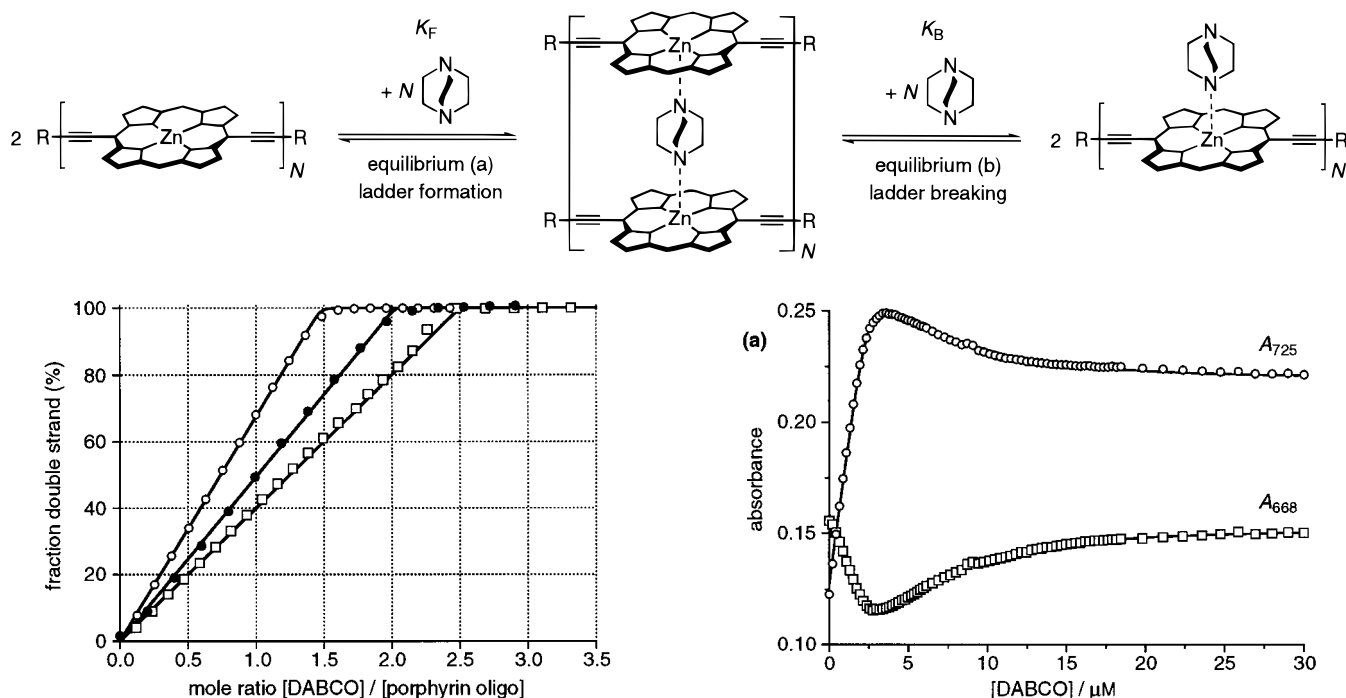 2 R Zn R N
K_F
+ N N N
equilibrium (a)
ladder formation
R Zn R
N
N
R Zn R
N
K_B
+ N N N
equilibrium (b)
ladder breaking
N
N
2 R Zn R N
fraction double strand (%)
100
80
60
40
20
0
0.0 0.5 1.0 1.5 2.0 2.5 3.0 3.5
mole ratio [DABCO] / [porphyrin oligo]
(a)
absorbance
0.25
0.20
0.15
0.10
A725
A668
0 5 10 15 20 25 30
[DABCO] / μM